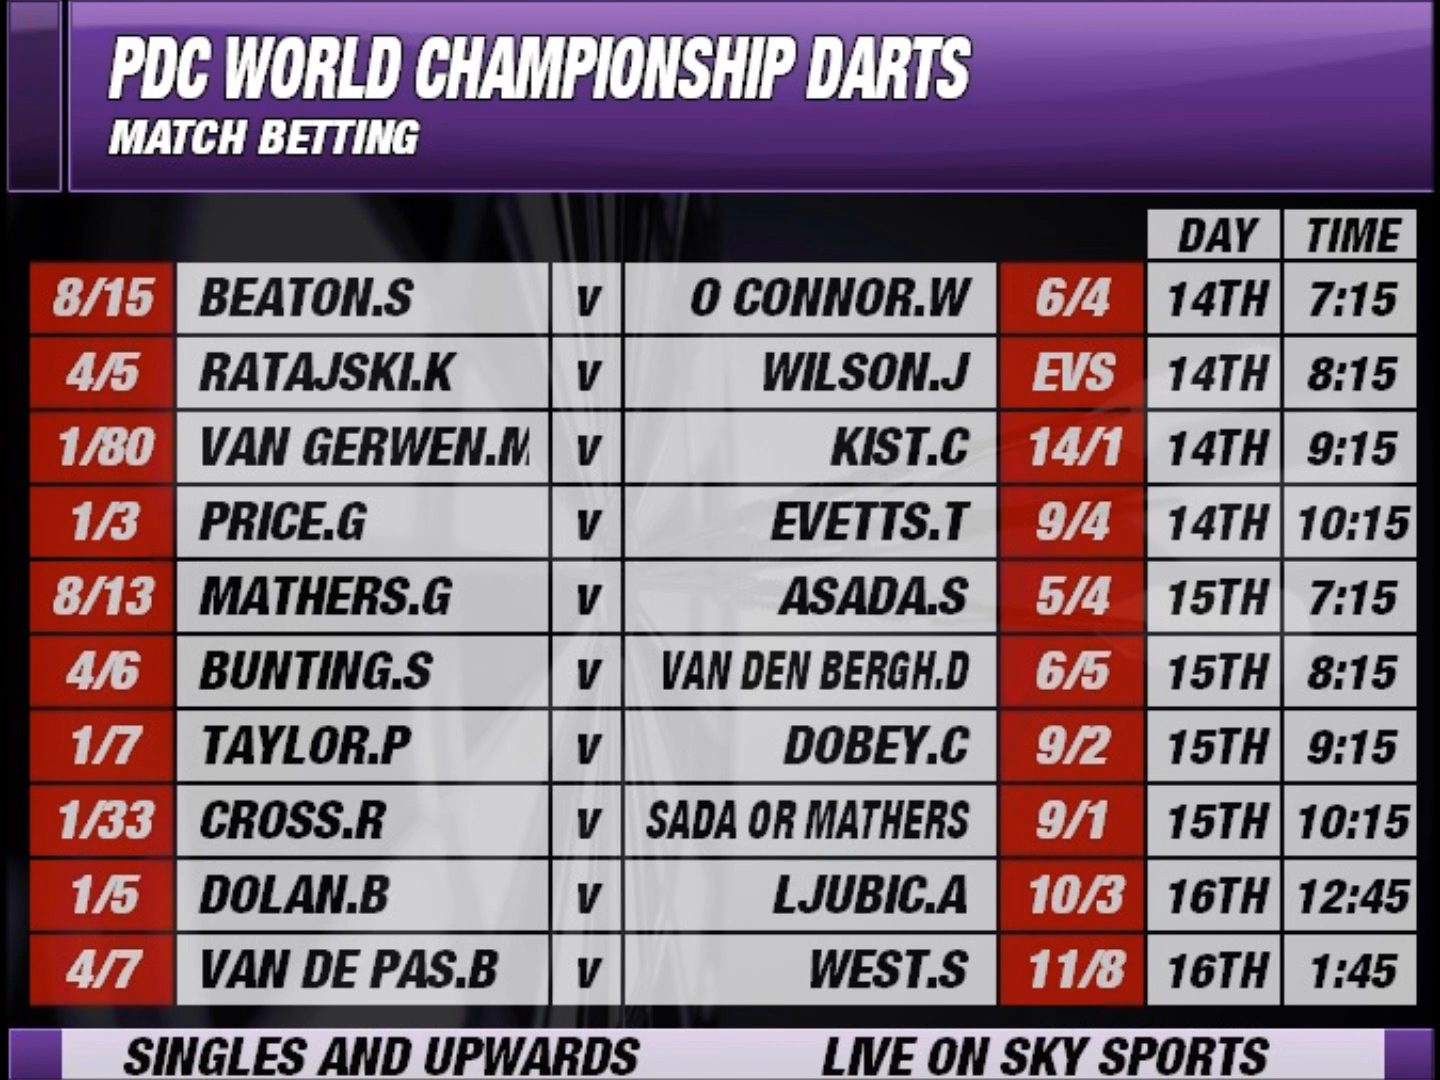 PDC WORLD CHAMPIONSHIP DARTS
MATCH BETTING
DAY TIME
8/15 BEATON.S V O CONNOR.W 6/4 14TH 7:15
4/5 RATAJSKI.K V WILSON.J EVS 14TH 8:15
1/80 VAN GERWEN.M V KIST.C 14/1 14TH 9:15
1/3 PRICE.G V EVETTS.T 9/4 14TH 10:15
8/13 MATHERS.G V ASADA.S 5/4 15TH 7:15
4/6 BUNTING.S V VAN DEN BERGH.D 6/5 15TH 8:15
1/7 TAYLOR.P V DOBEY.C 9/2 15TH 9:15
1/33 CROSS.R V SADA OR MATHERS 9/1 15TH 10:15
1/5 DOLAN.B V LJUBIC.A 10/3 16TH 12:45
4/7 VAN DE PAS.B V WEST.S 11/8 16TH 1:45
SINGLES AND UPWARDS LIVE ON SKY SPORTS